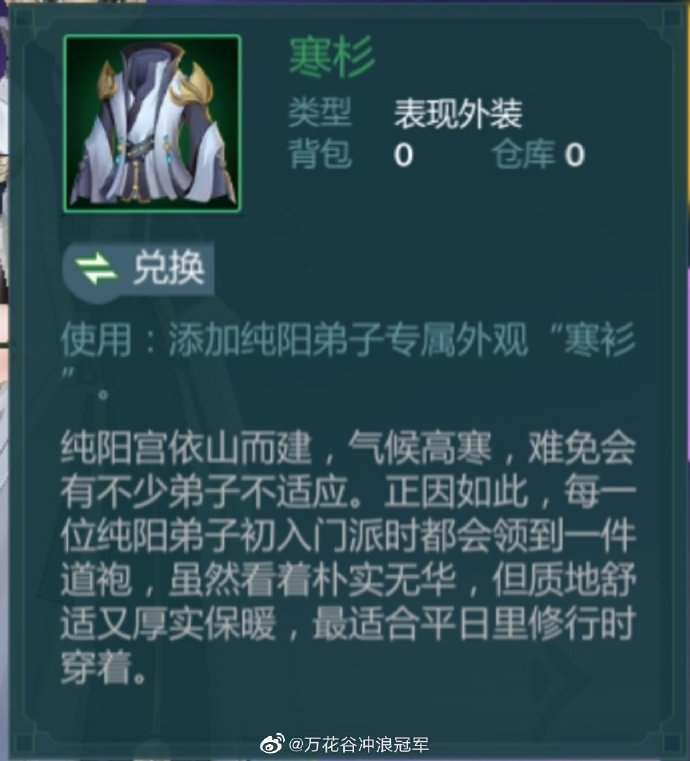 寒杉
类型 表现外装
背包 0 仓库 0
兑换
使用：添加纯阳弟子专属外观“寒衫
”。
纯阳宫依山而建，气候高寒，难免会
有不少弟子不适应。正因如此，每一
位纯阳弟子初入门派时都会领到一件
道袍，虽然看着朴实无华，但质地舒
适又厚实保暖，最适合平日里修行时
穿着。
@万花谷冲浪冠军